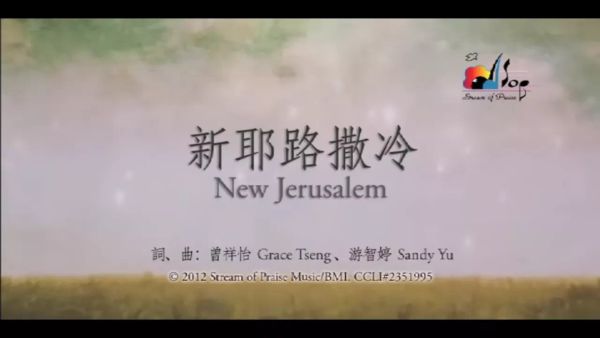 SOP
Stream of Praise
新耶路撒冷
New Jerusalem
詞、曲：曾祥怡 Grace Tseng、游智婷 Sandy Yu
© 2012 Stream of Praise Music/BMI. CCLI#2351995